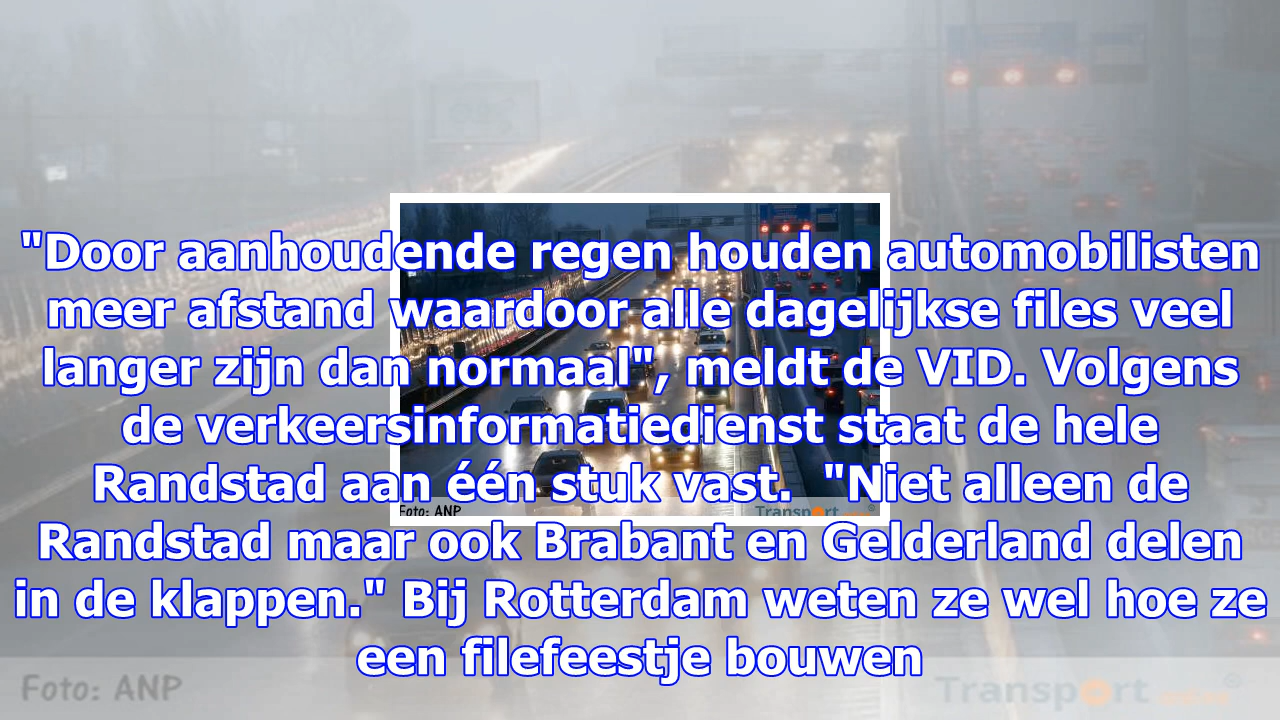 "Door aanhoudende regen houden automobilisten
meer afstand waardoor alle dagelijkse files veel
langer zijn dan normaal", meldt de VID. Volgens
de verkeersinformatiedienst staat de hele
Randstad aan één stuk vast.  "Niet alleen de
Foto: ANP Transport
Randstad maar ook Brabant en Gelderland delen
in de klappen." Bij Rotterdam weten ze wel hoe ze
een filefeestje bouwen
Foto: ANP Transport